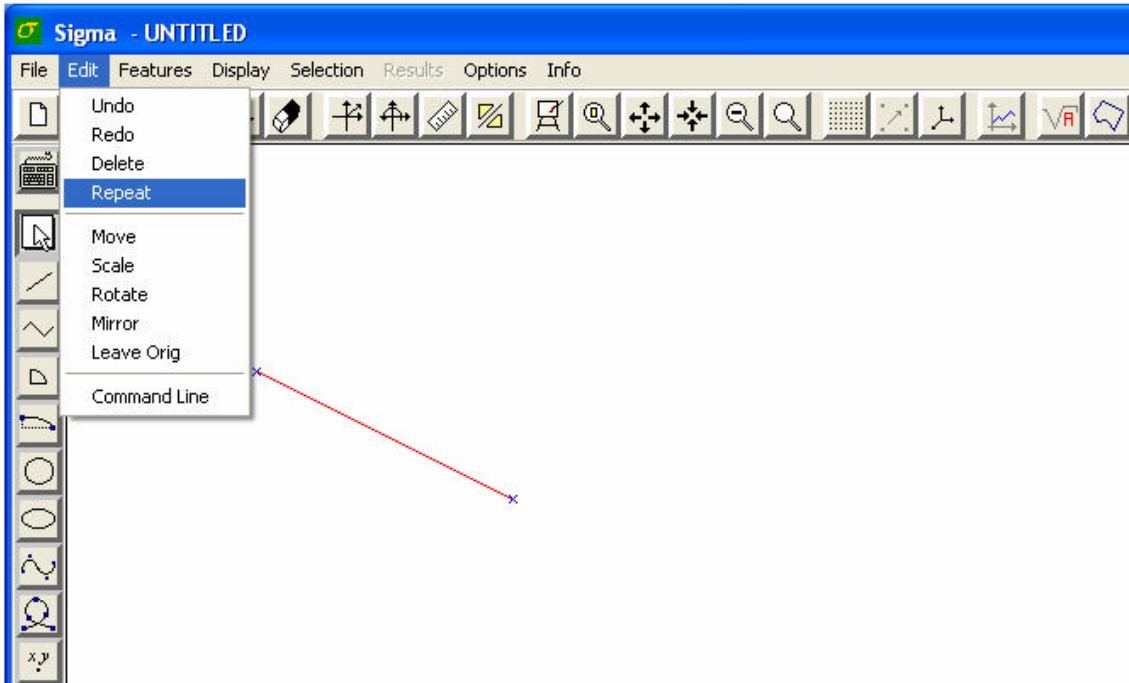 σ Sigma - UNTITLED
File Edit Features Display Selection Results Options Info
Undo
Redo
Delete
Repeat
Move
Scale
Rotate
Mirror
Leave Orig
Command Line
√A
x,y